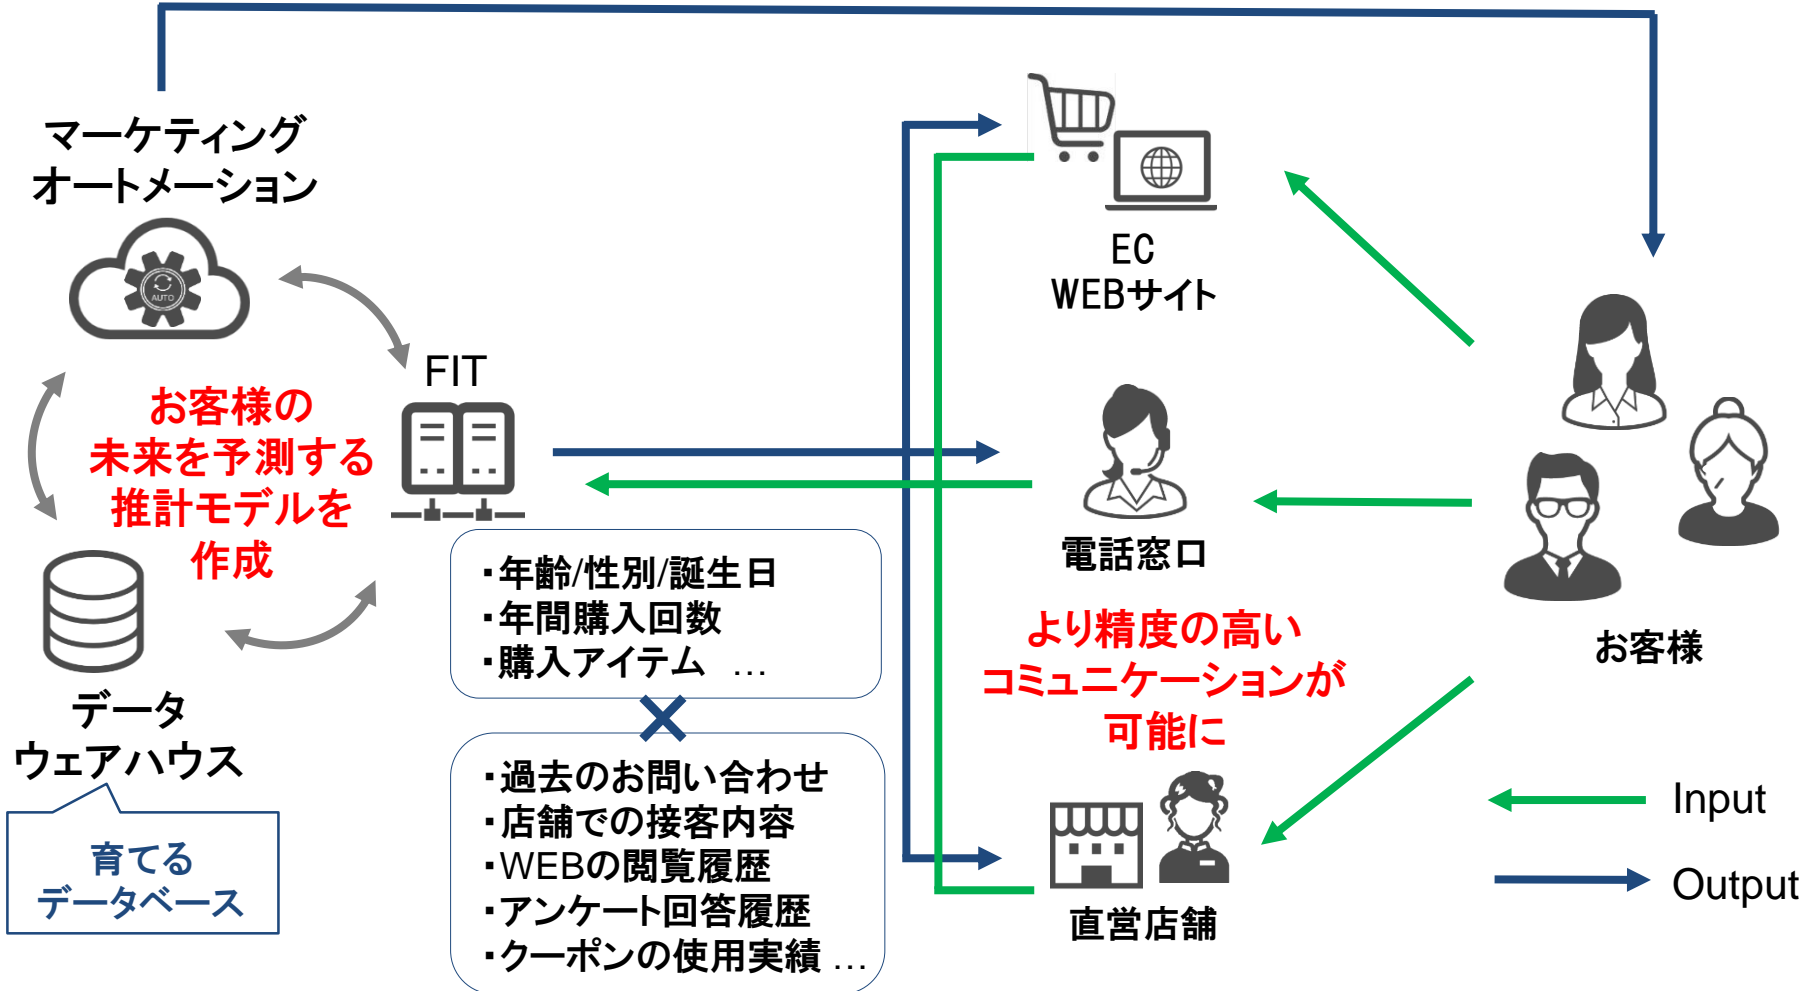 マーケティング
オートメーション
AUTO
FIT
お客様の
未来を予測する
推計モデルを
作成
データ
ウェアハウス
育てる
データベース
・年齢/性別/誕生日
・年間購入回数
・購入アイテム …
・過去のお問い合わせ
・店舗での接客内容
・WEBの閲覧履歴
・アンケート回答履歴
・クーポンの使用実績 …
EC
WEBサイト
電話窓口
より精度の高い
コミュニケーションが
可能に
直営店舗
お客様
Input
Output